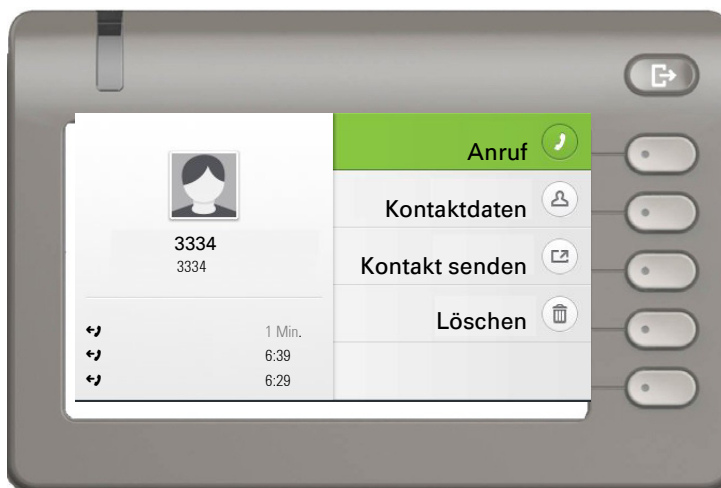 Anruf
Kontaktdaten
Kontakt senden
Löschen
3334
3334
1 Min.
6:39
6:29